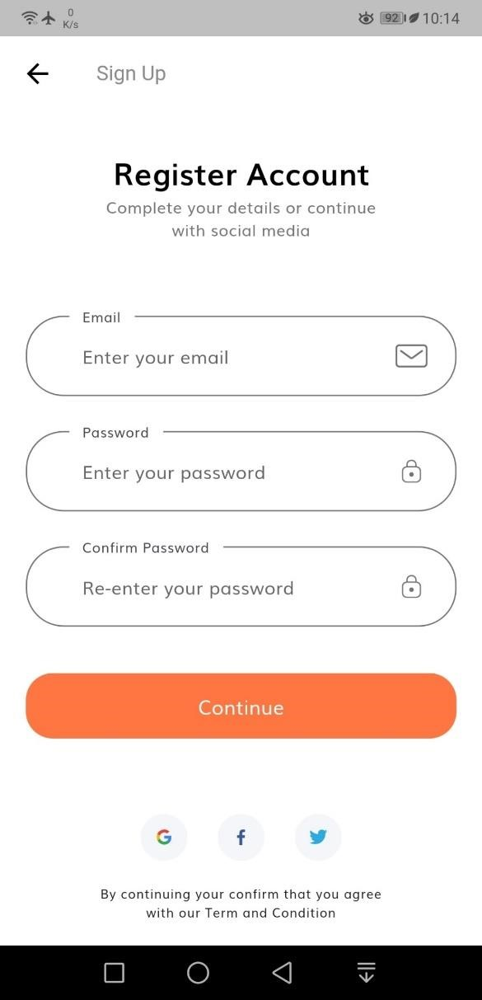 0
K/s
92
10:14
Sign Up
Register Account
Complete your details or continue
with social media
Email
Enter your email
Password
Enter your password
Confirm Password
Re-enter your password
Continue
By continuing your confirm that you agree
with our Term and Condition